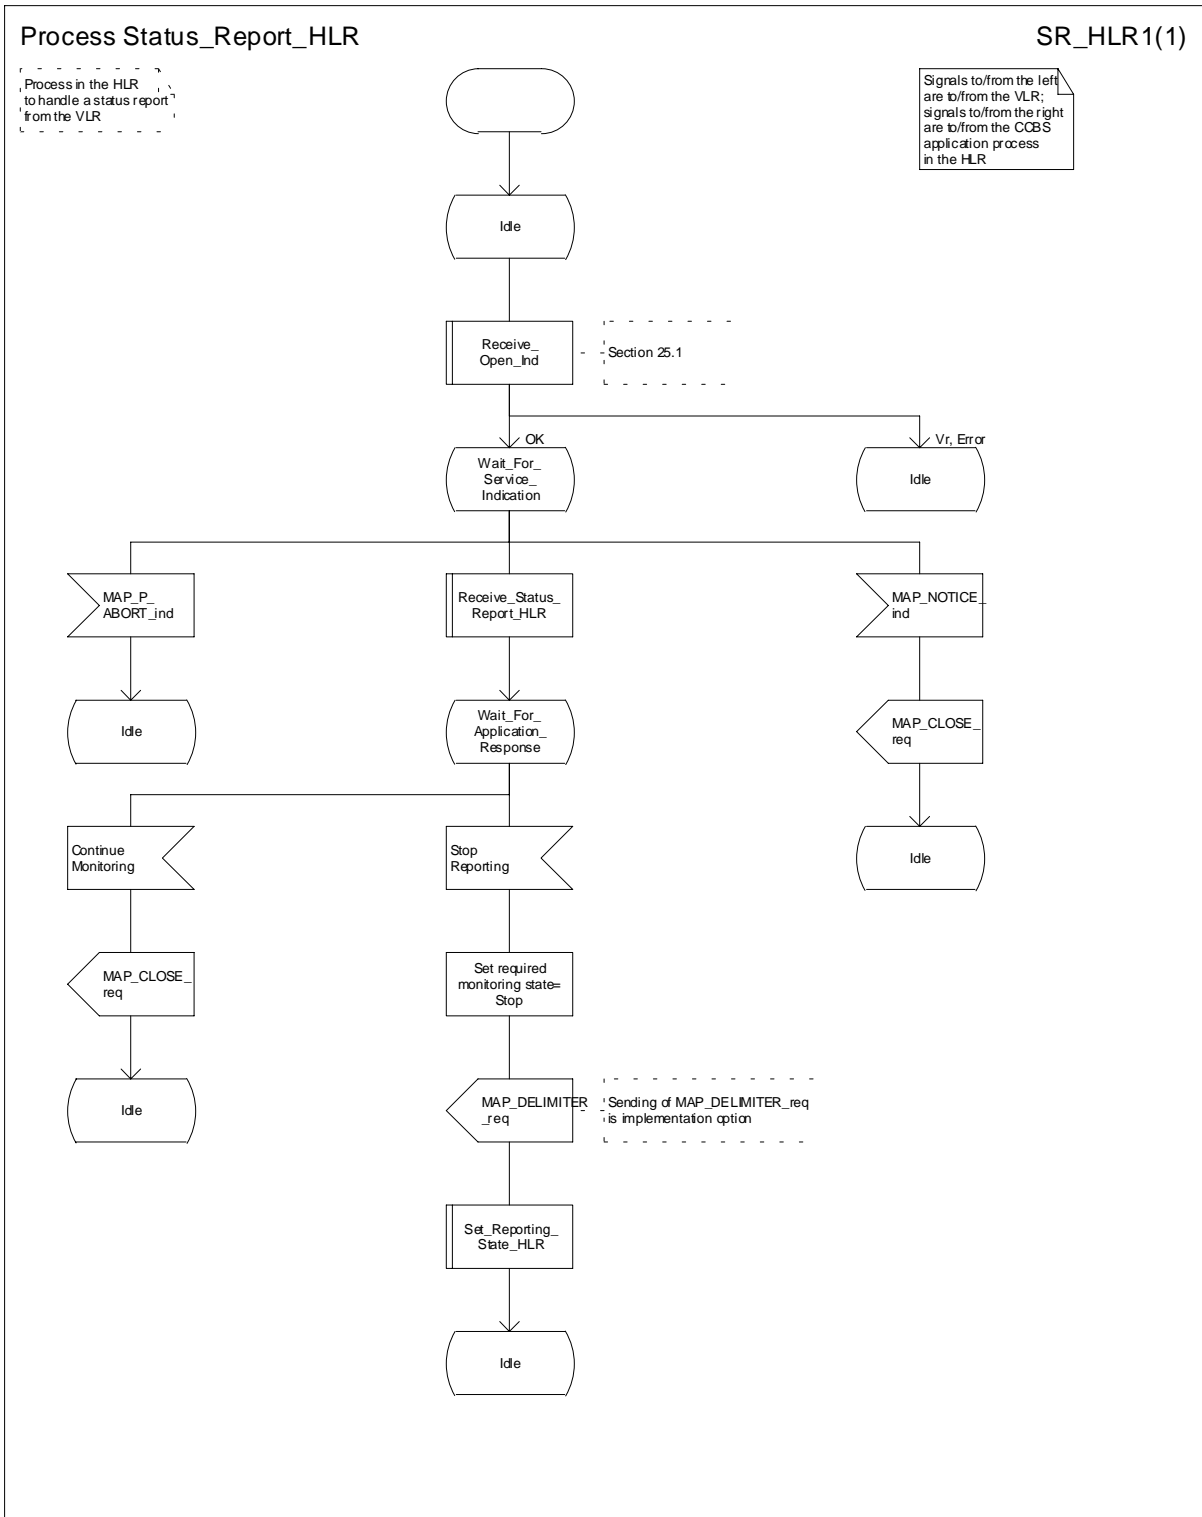 Process Status_Report_HLR
SR_HLR1(1)
Process in the HLR
to handle a status report
from the VLR
Signals to/from the left
are to/from the VLR;
signals to/from the right
are to/from the CCBS
application process
in the HLR
Idle
Receive_
Open_Ind
Section 25.1
OK
Vr, Error
Wait_For_
Service_
Indication
Idle
MAP_P_
ABORT_ind
Receive_Status_
Report_HLR
MAP_NOTICE_
ind
Idle
Wait_For_
Application_
Response
MAP_CLOSE_
req
Continue
Monitoring
Stop
Reporting
Idle
MAP_CLOSE_
req
Set required
monitoring state=
Stop
Idle
MAP_DELIMITER
_req
Sending of MAP_DELIMITER_req
is implementation option
Set_Reporting_
State_HLR
Idle